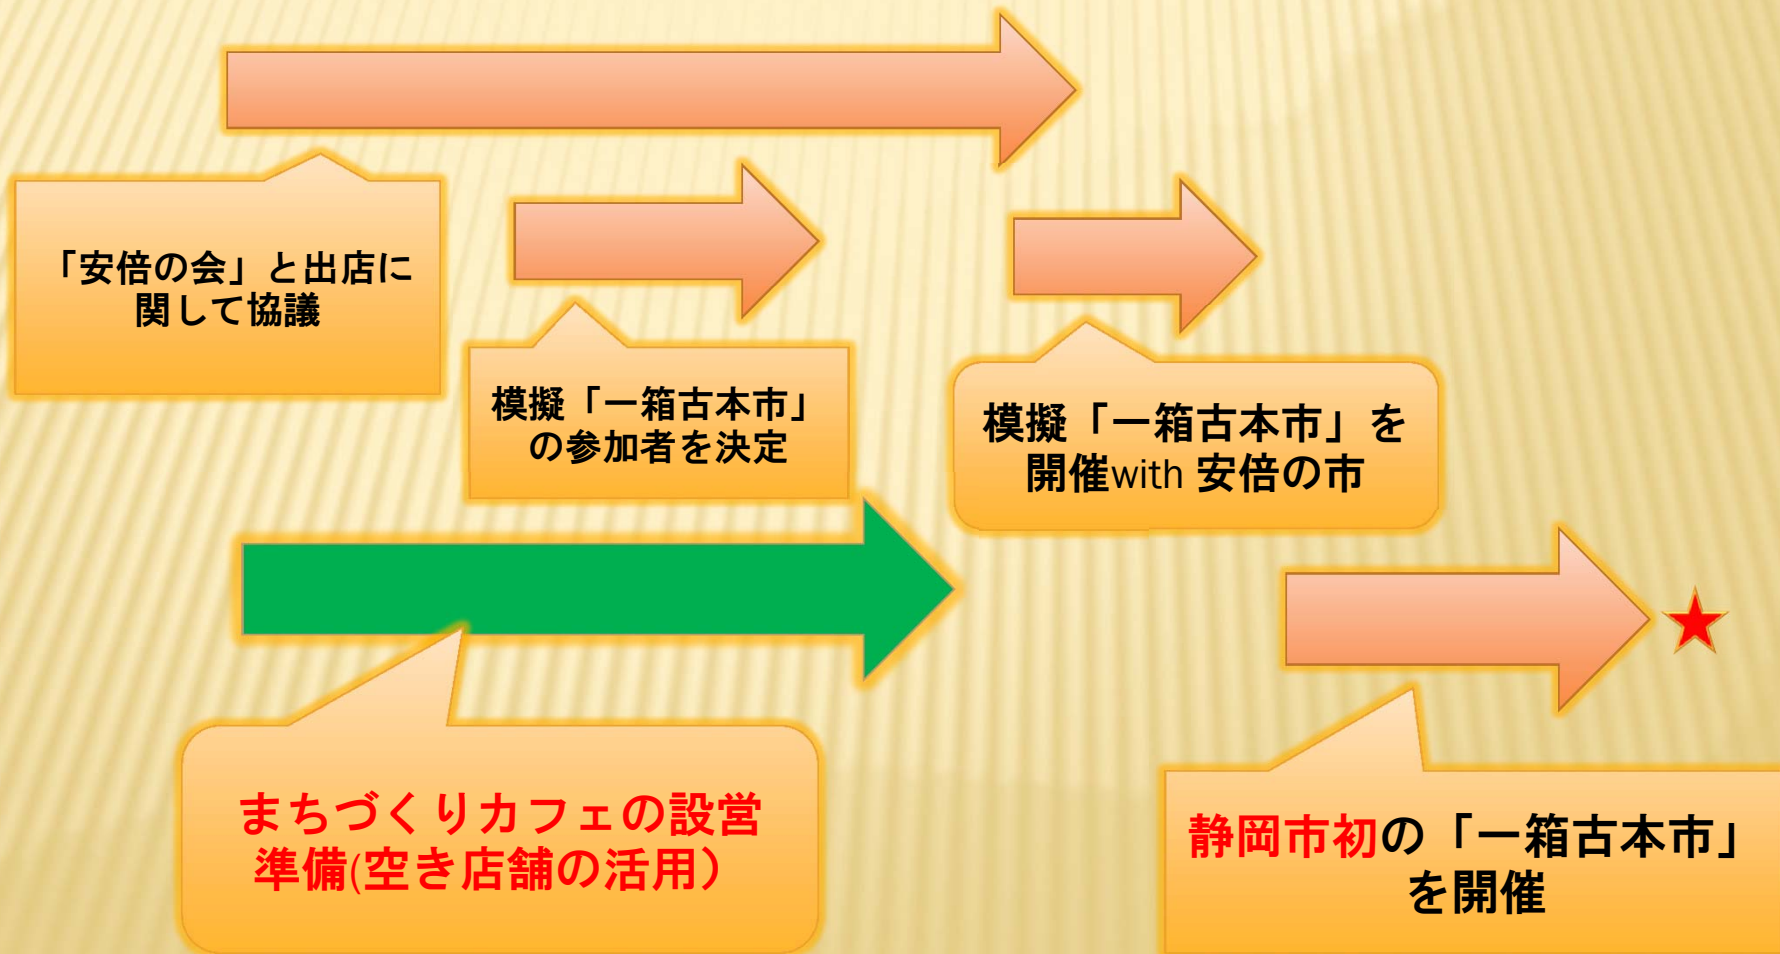 「安倍の会」と出店に
関して協議
模擬「一箱古本市」
の参加者を決定
模擬「一箱古本市」を
開催with 安倍の市
まちづくりカフェの設営
準備(空き店舗の活用）
静岡市初の「一箱古本市」
を開催